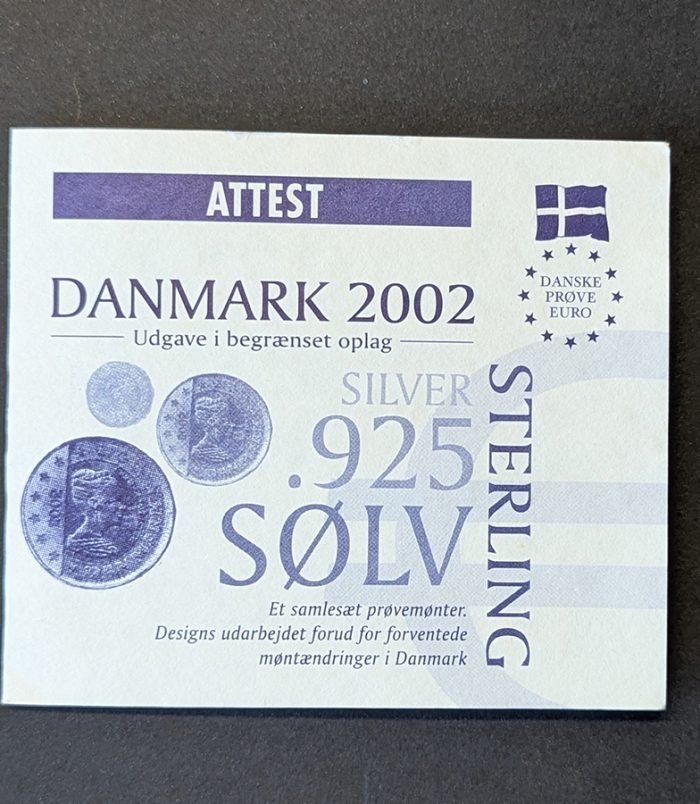 ATTEST
DANMARK 2002
Udgave i begrænset oplag
DANSKE
PRØVE
EURO
SILVER
.925
SØLV
STERLING
Et samlesæt prøvemønter.
Designs udarbejdet forud for forventede
møntændringer i Danmark
2002